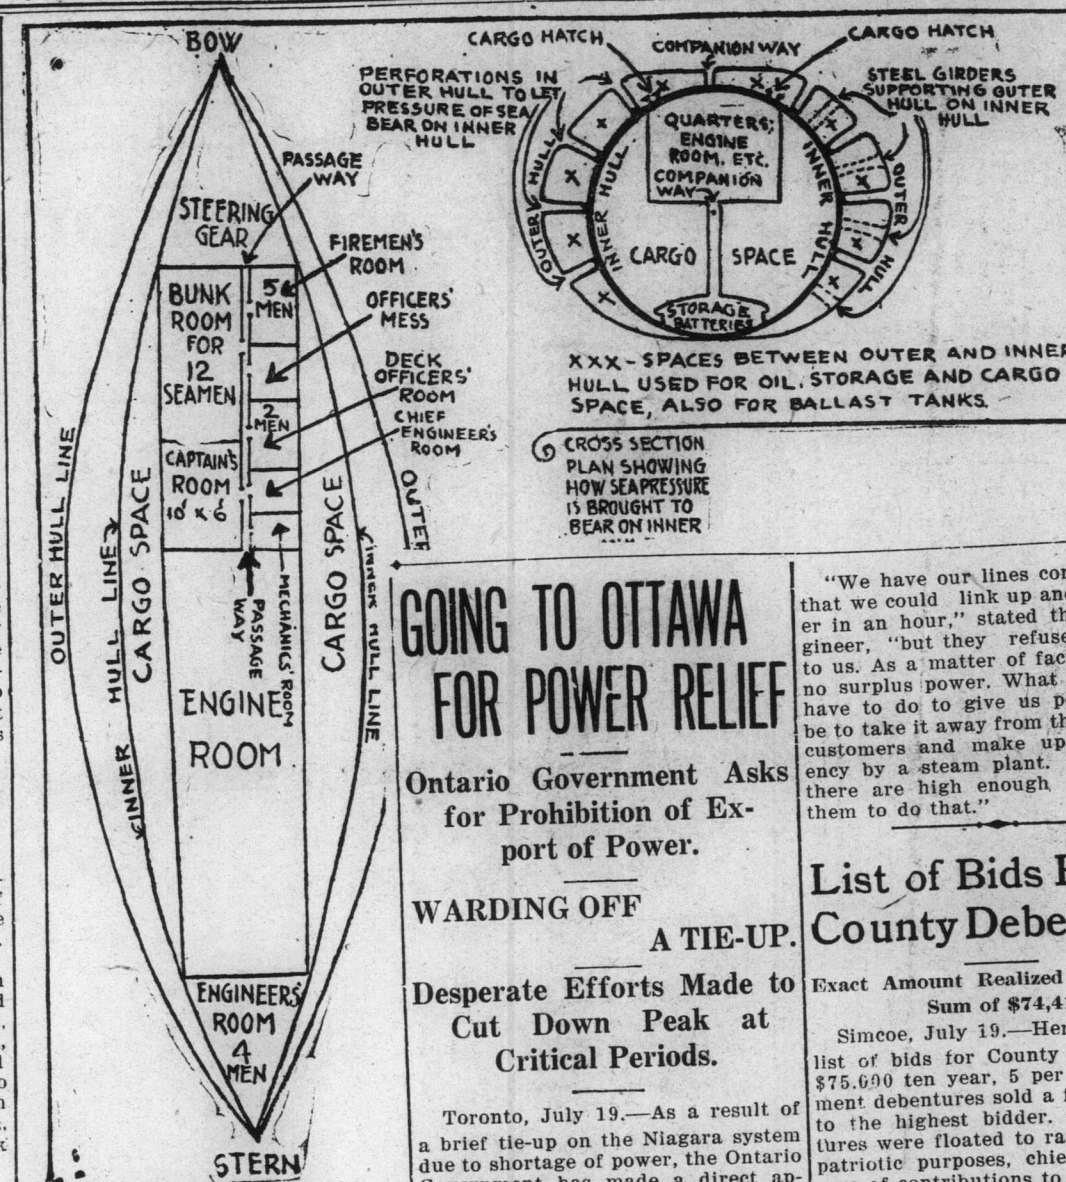 BOW
PASSAGE
WAY
STEERING
GEAR
FIREMEN'S
ROOM
BUNK
ROOM
FOR
12
SEAMEN
5
MEN
OFFICERS'
MESS
DECK
OFFICERS'
ROOM
2
MEN
CHIEF
ENGINEER'S
ROOM
CAPTAIN'S
ROOM
10' x 6'
OUTER HULL LINE
INNER HULL LINE
CARGO SPACE
PASSAGE
WAY
MECHANICS' ROOM
CARGO SPACE
INNER HULL LINE
OUTER
ENGINE
ROOM
ENGINEERS'
ROOM
4
MEN
STERN
CARGO HATCH
COMPANION WAY
CARGO HATCH
PERFORATIONS IN
OUTER HULL TO LET
PRESSURE OF SEA
BEAR ON INNER
HULL
STEEL GIRDERS
SUPPORTING OUTER
HULL ON INNER
HULL
QUARTERS;
ENGINE
ROOM, ETC.
COMPANION
WAY
OUTER HULL
INNER HULL
INNER HULL
OUTER HULL
CARGO SPACE
STORAGE
BATTERIES
XXX - SPACES BETWEEN OUTER AND INNER
HULL USED FOR OIL, STORAGE AND CARGO
SPACE, ALSO FOR BALLAST TANKS.
CROSS SECTION
PLAN SHOWING
HOW SEA PRESSURE
IS BROUGHT TO
BEAR ON INNER
GOING TO OTTAWA
FOR POWER RELIEF
Ontario Government Asks
for Prohibition of Ex-
port of Power.
WARDING OFF
A TIE-UP.
Desperate Efforts Made to
Cut Down Peak at
Critical Periods.
Toronto, July 19.—As a result of
a brief tie-up on the Niagara system
due to shortage of power, the Ontario
Government has made a direct ap-
"We have our lines
that we could link up
er in an hour," stated
gineer, "but they
to us. As a matter of
no surplus power. What
have to do to give us
be to take it away from
customers and make up
ency by a steam plant.
there are high enough
them to do that."
List of Bids
County
Exact Amount Realized
Sum of
Simcoe, July 19.—
list of bids for County
$75.000 ten year, 5 per
ment debentures sold a
to the highest bidder.
tures were floated to
patriotic purposes,
of contributions to